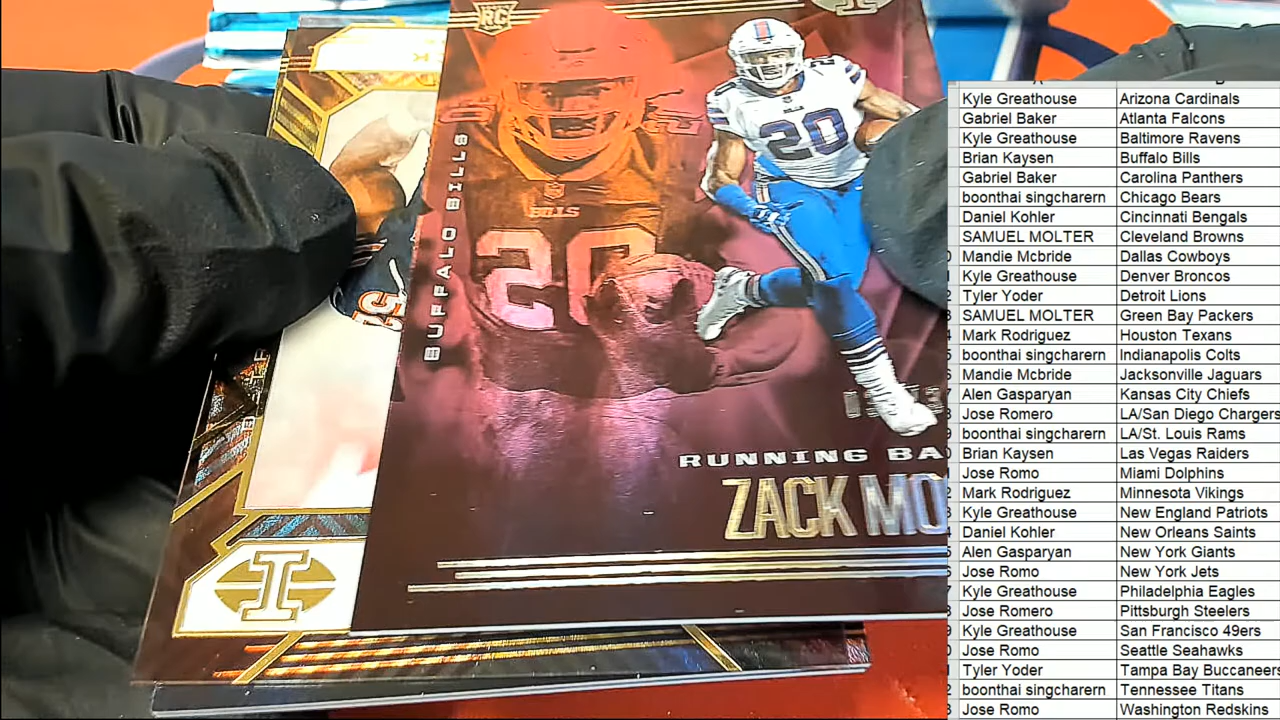 RC
BUFFALO BILLS
20
BILLS
20
BILLS
20
RUNNING BA
ZACK MO
I
Kyle Greathouse Arizona Cardinals
Gabriel Baker Atlanta Falcons
Kyle Greathouse Baltimore Ravens
Brian Kaysen Buffalo Bills
Gabriel Baker Carolina Panthers
boonthai singcharern Chicago Bears
Daniel Kohler Cincinnati Bengals
SAMUEL MOLTER Cleveland Browns
Mandie Mcbride Dallas Cowboys
Kyle Greathouse Denver Broncos
Tyler Yoder Detroit Lions
SAMUEL MOLTER Green Bay Packers
Mark Rodriguez Houston Texans
boonthai singcharern Indianapolis Colts
Mandie Mcbride Jacksonville Jaguars
Alen Gasparyan Kansas City Chiefs
Jose Romero LA/San Diego Chargers
boonthai singcharern LA/St. Louis Rams
Brian Kaysen Las Vegas Raiders
Jose Romo Miami Dolphins
Mark Rodriguez Minnesota Vikings
Kyle Greathouse New England Patriots
Daniel Kohler New Orleans Saints
Alen Gasparyan New York Giants
Jose Romo New York Jets
Kyle Greathouse Philadelphia Eagles
Jose Romero Pittsburgh Steelers
Kyle Greathouse San Francisco 49ers
Jose Romo Seattle Seahawks
Tyler Yoder Tampa Bay Buccaneers
boonthai singcharern Tennessee Titans
Jose Romo Washington Redskins